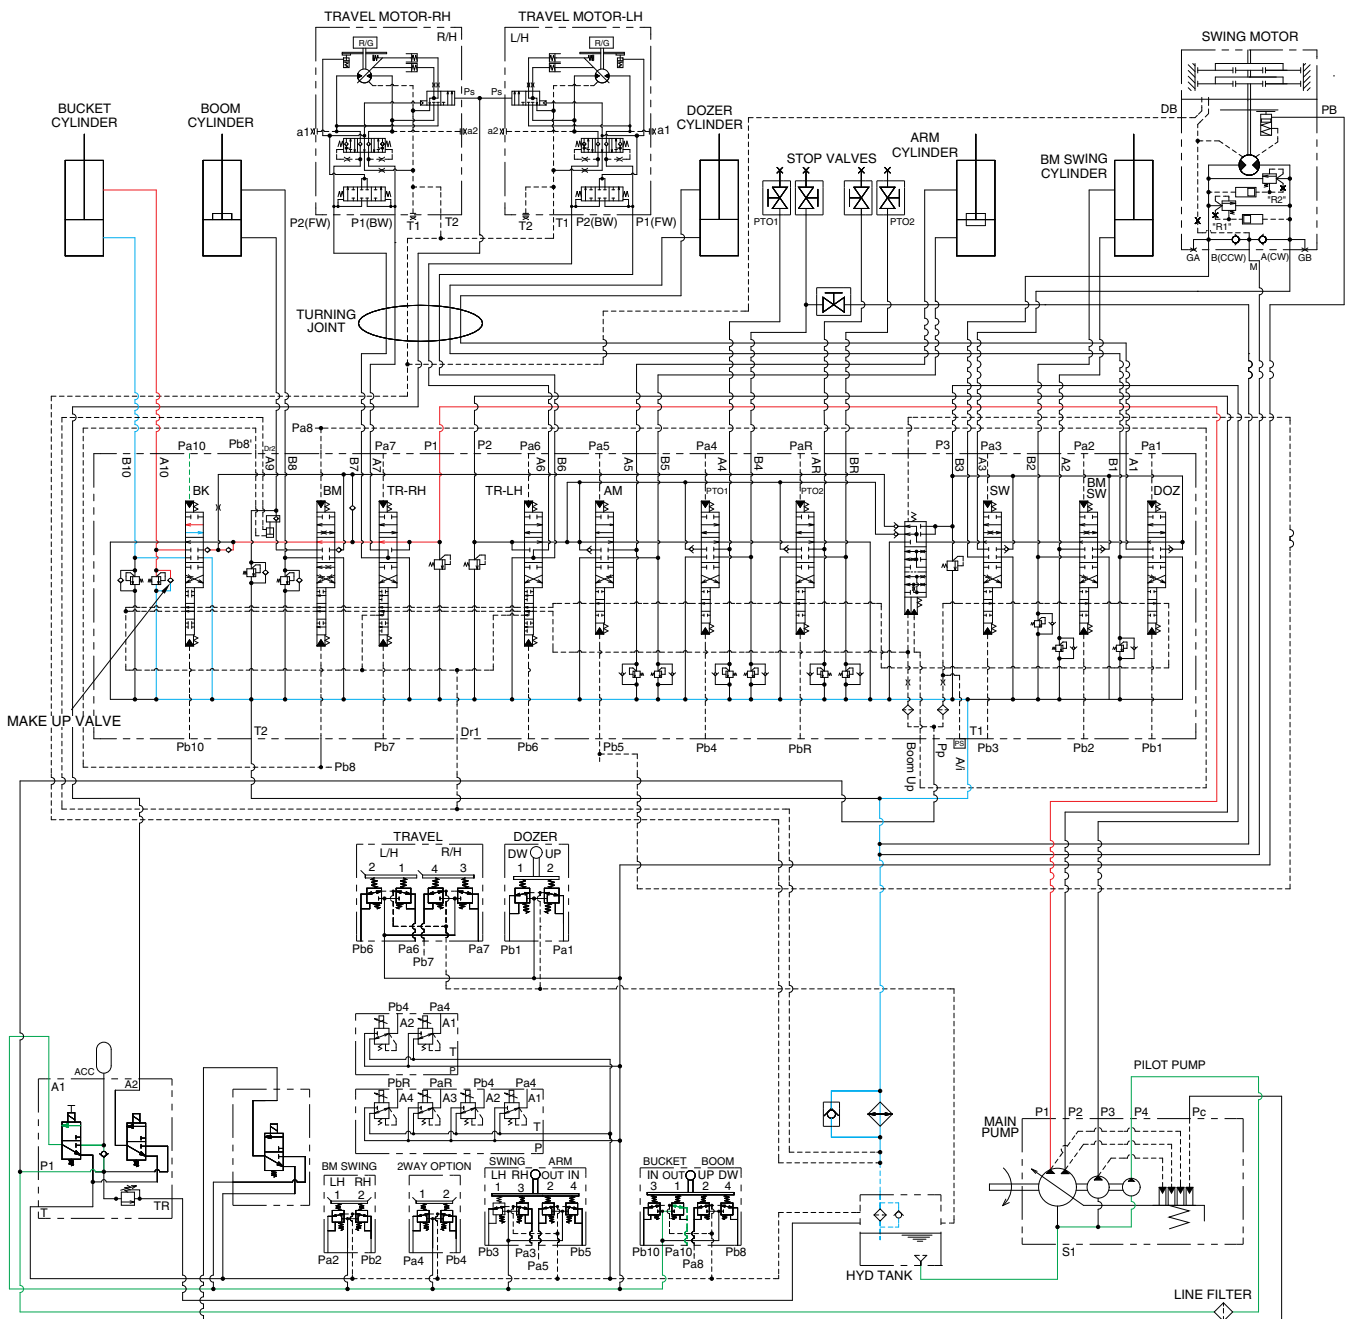 TRAVEL MOTOR-RH
TRAVEL MOTOR-LH
SWING MOTOR
R/G
R/H
L/H
R/G
Ps
Ps
DB
PB
BUCKET
CYLINDER
BOOM
CYLINDER
DOZER
CYLINDER
ARM
CYLINDER
BM SWING
CYLINDER
STOP VALVES
a1
a2
a2
a1
PTO1
PTO2
P2(FW)
P1(BW)
T1
T2
T2
T1
P2(BW)
P1(FW)
"R2"
"R1"
GA
B(CCW)
M
A(CW)
GB
TURNING
JOINT
Pa8
Pa10
Pb8'
Dr2
Pa7
P1
P2
Pa6
Pa5
Pa4
PaR
P3
Pa3
Pa2
Pa1
B10
A10
A9
B8
B7
A7
A6
B6
A5
B5
A4
B4
AR
BR
B3
A3
B2
A2
B1
A1
BK
BM
TR-RH
TR-LH
AM
PTO1
PTO2
SW
BM
SW
DOZ
MAKE UP VALVE
T2
Dr1
T1
Pb10
Pb7
Pb6
Pb5
Pb4
PbR
Boom Up
Pp
PS
A/i
Pb3
Pb2
Pb1
Pb8
TRAVEL
L/H
R/H
2 1 4 3
Pb6
Pa6
Pb7
Pa7
DOZER
DW UP
1 2
Pb1
Pa1
Pb4
Pa4
A2
A1
T
P
PbR
PaR
Pb4
Pa4
A4
A3
A2
A1
T
P
ACC
A1
A2
P1
T
TR
BM SWING
LH RH
1 2
Pa2
Pb2
2WAY OPTION
1 2
Pa4
Pb4
SWING
ARM
LH RH OUT IN
1 3 2 4
Pb3
Pa3
Pa5
Pb5
BUCKET
BOOM
IN OUT UP DW
3 1 2 4
Pb10
Pa10
Pa8
Pb8
HYD TANK
PILOT PUMP
MAIN
PUMP
P1
P2
P3
P4
Pc
S1
LINE FILTER